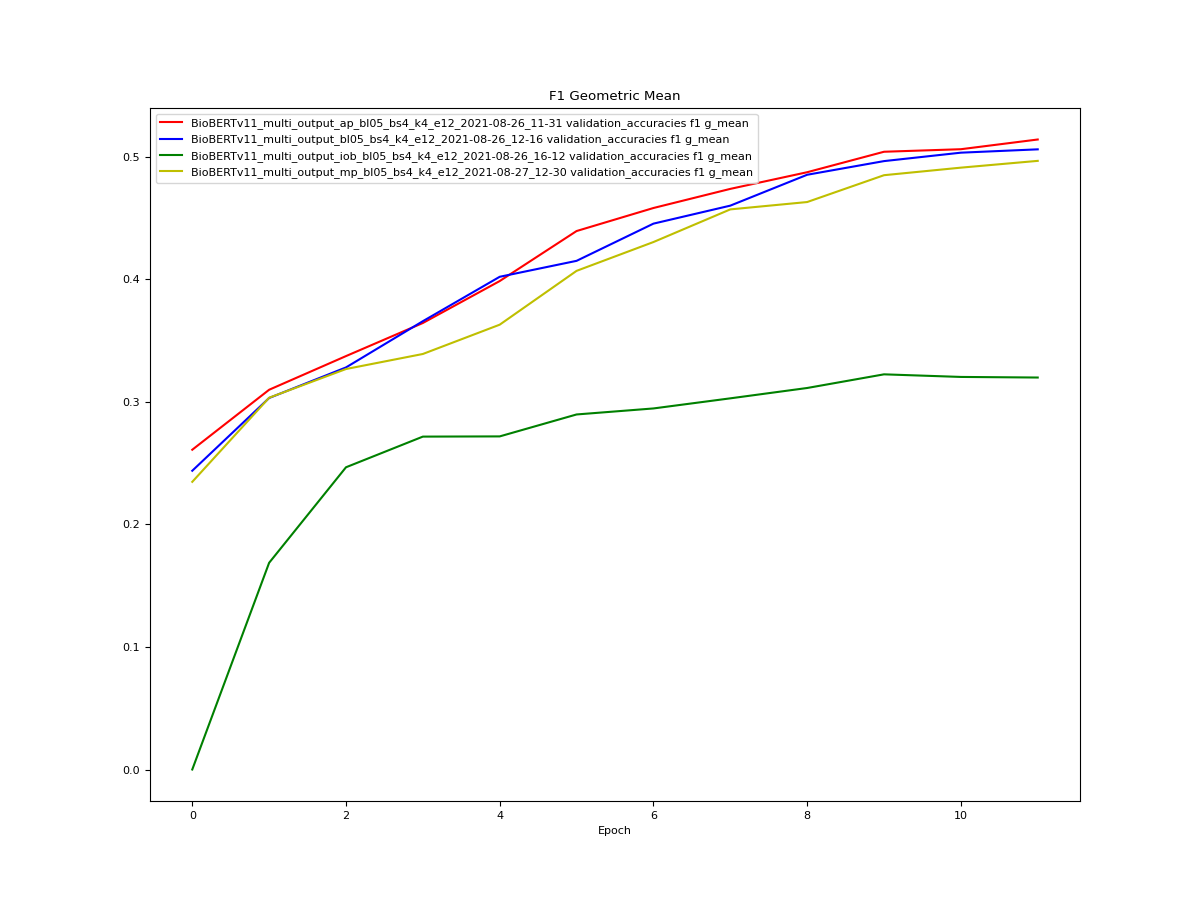 F1 Geometric Mean
BioBERTv11_multi_output_ap_bl05_bs4_k4_e12_2021-08-26_11-31 validation_accuracies f1 g_mean
BioBERTv11_multi_output_bl05_bs4_k4_e12_2021-08-26_12-16 validation_accuracies f1 g_mean
BioBERTv11_multi_output_iob_bl05_bs4_k4_e12_2021-08-26_16-12 validation_accuracies f1 g_mean
BioBERTv11_multi_output_mp_bl05_bs4_k4_e12_2021-08-27_12-30 validation_accuracies f1 g_mean
0.5
0.4
0.3
0.2
0.1
0.0
0 2 4 6 8 10
Epoch